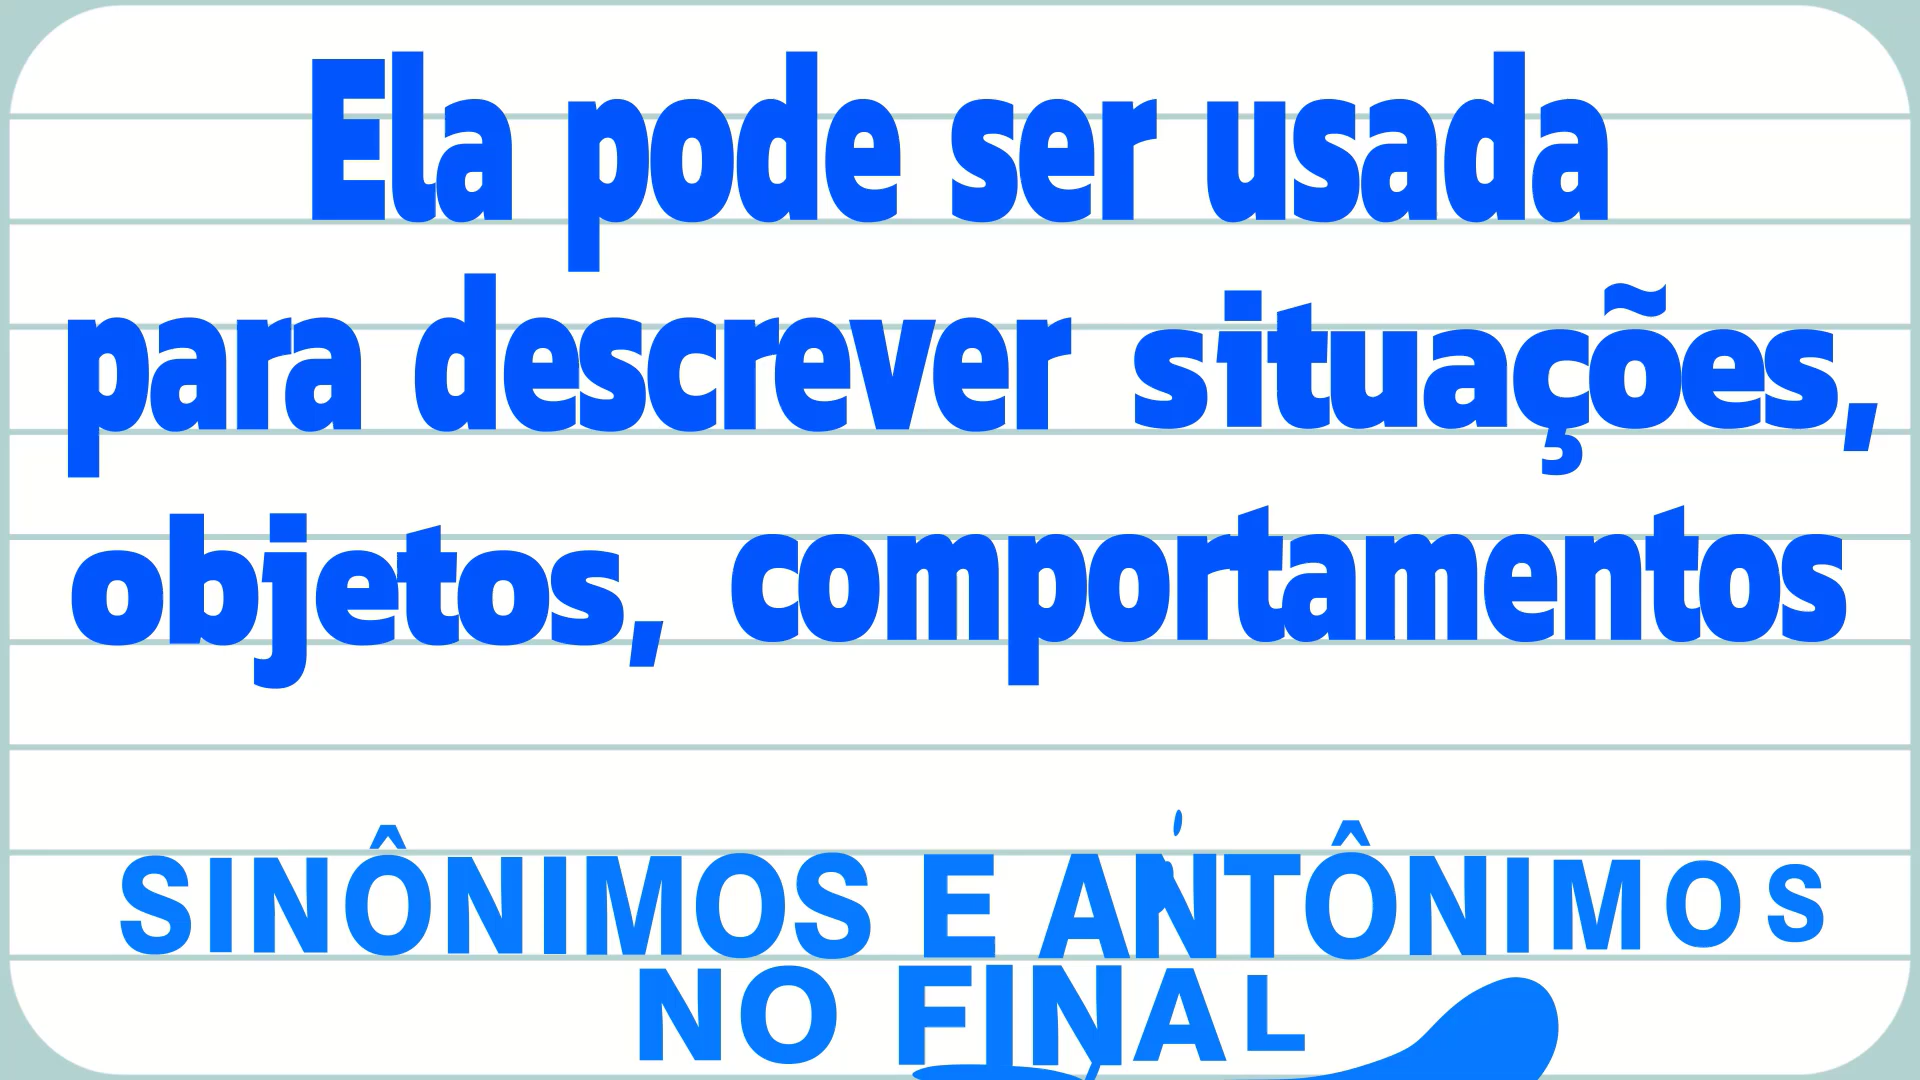 Ela pode ser usada
para descrever situações,
objetos, comportamentos
SINÔNIMOS E ANTÔNIMOS
NO FINAL